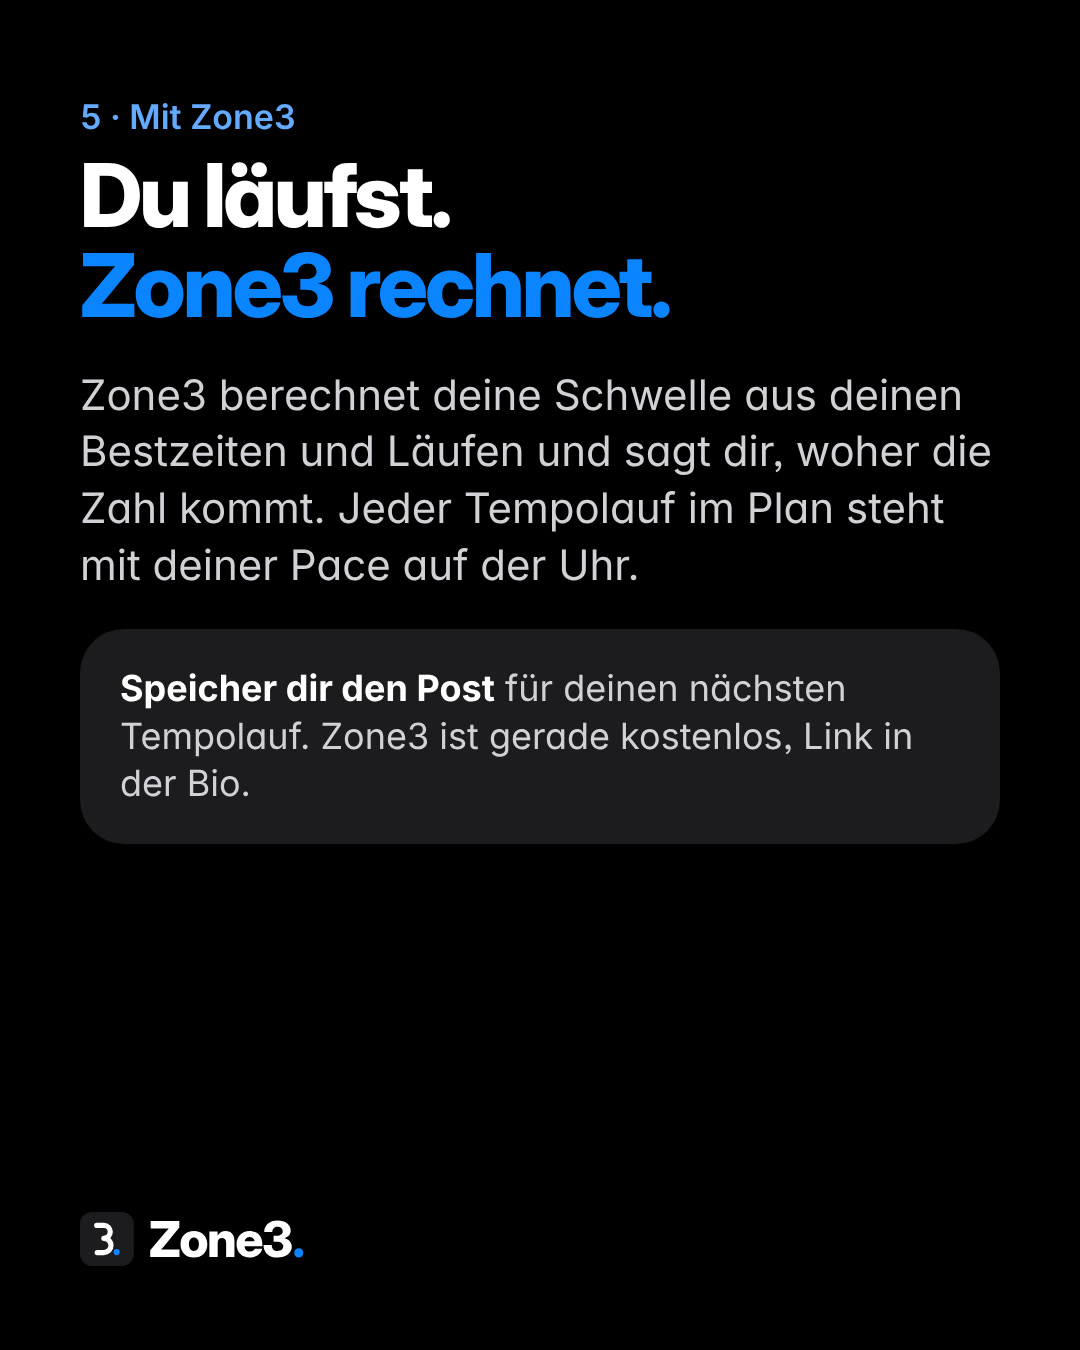 5 · Mit Zone3
Du läufst.
Zone3 rechnet.
Zone3 berechnet deine Schwelle aus deinen
Bestzeiten und Läufen und sagt dir, woher die
Zahl kommt. Jeder Tempolauf im Plan steht
mit deiner Pace auf der Uhr.
Speicher dir den Post für deinen nächsten
Tempolauf. Zone3 ist gerade kostenlos, Link in
der Bio.
3. Zone3.